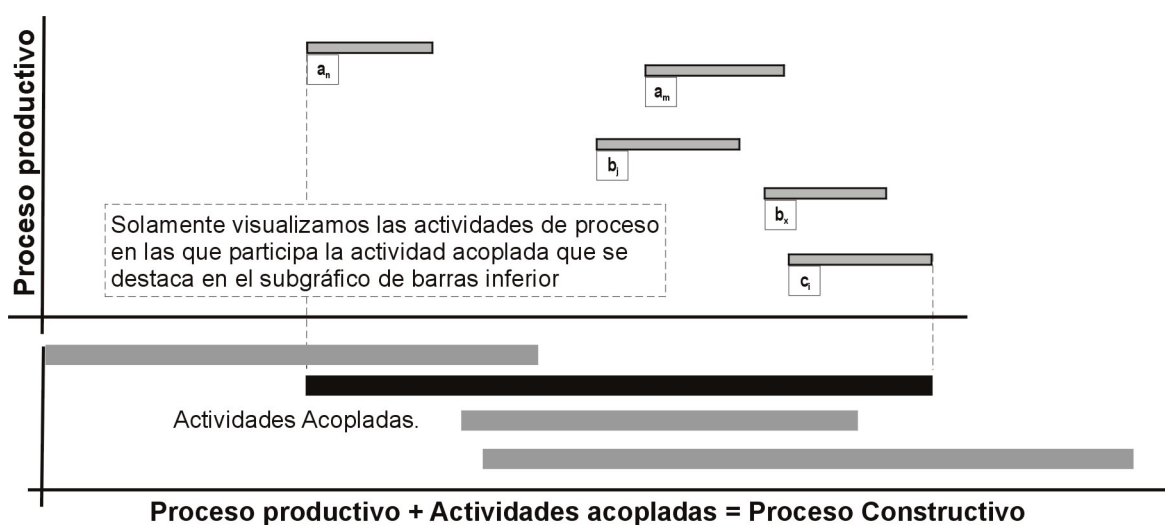 Proceso productivo
aₙ
aₘ
bⱼ
bₓ
Solamente visualizamos las actividades de proceso
en las que participa la actividad acoplada que se
destaca en el subgráfico de barras inferior
cᵢ
Actividades Acopladas.
Proceso productivo + Actividades acopladas = Proceso Constructivo